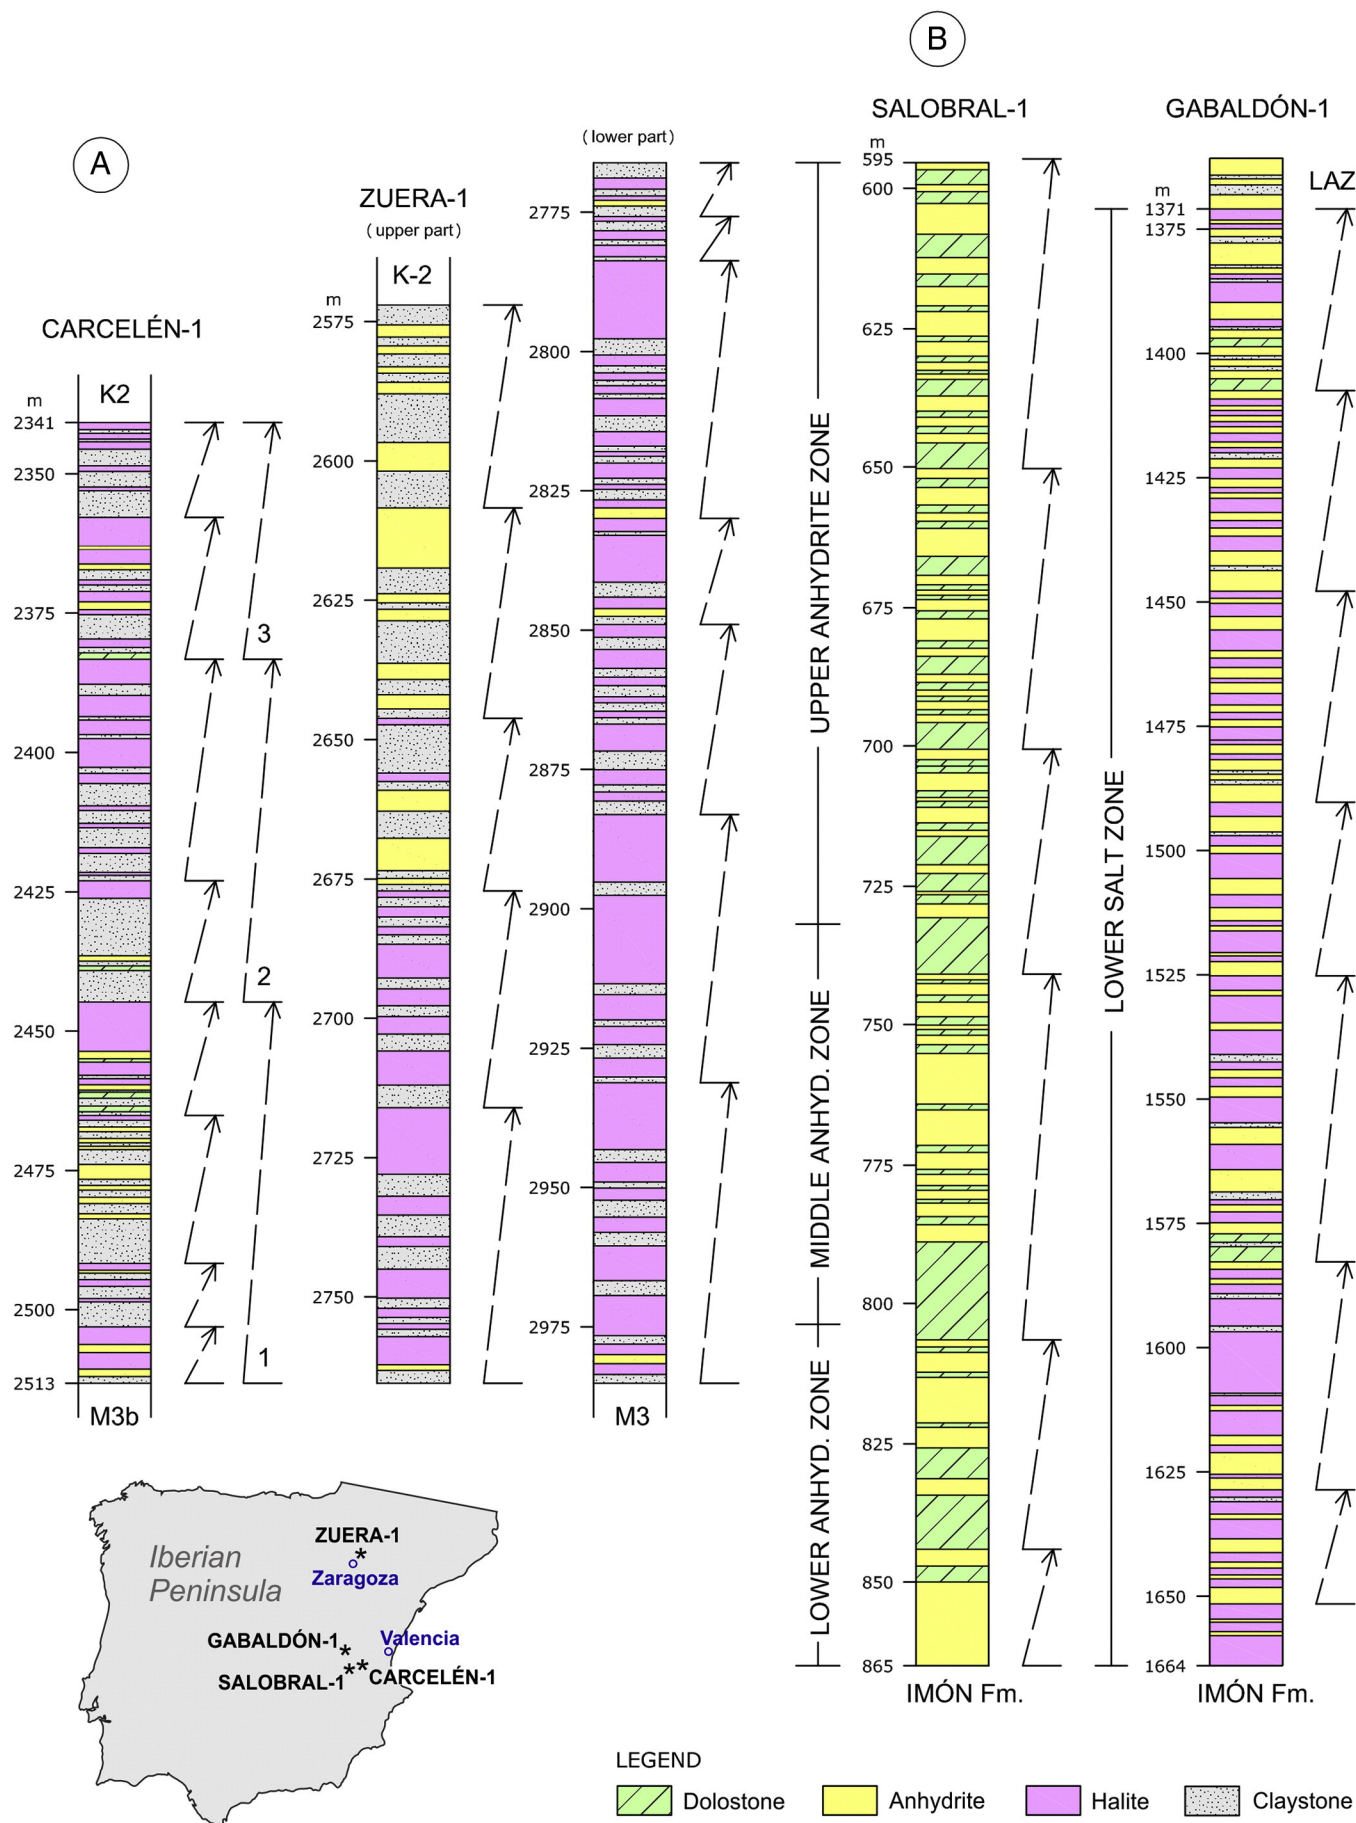 A
B
CARCELÉN-1
K2
m
2341
2350
2375
2400
2425
2450
2475
2500
2513
M3b
3
2
1
ZUERA-1
(upper part)
K-2
m
2575
2600
2625
2650
2675
2700
2725
2750
(lower part)
2775
2800
2825
2850
2875
2900
2925
2950
2975
M3
SALOBRAL-1
m
595
600
625
650
675
700
725
750
775
800
825
850
865
IMÓN Fm.
UPPER ANHYDRITE ZONE
MIDDLE ANHYD. ZONE
LOWER ANHYD. ZONE
GABALDÓN-1
LAZ
m
1371
1375
1400
1425
1450
1475
1500
1525
1550
1575
1600
1625
1650
1664
IMÓN Fm.
LOWER SALT ZONE
Iberian
Peninsula
ZUERA-1
*
Zaragoza
GABALDÓN-1 *
Valencia
SALOBRAL-1 *
* CARCELÉN-1
LEGEND
Dolostone
Anhydrite
Halite
Claystone